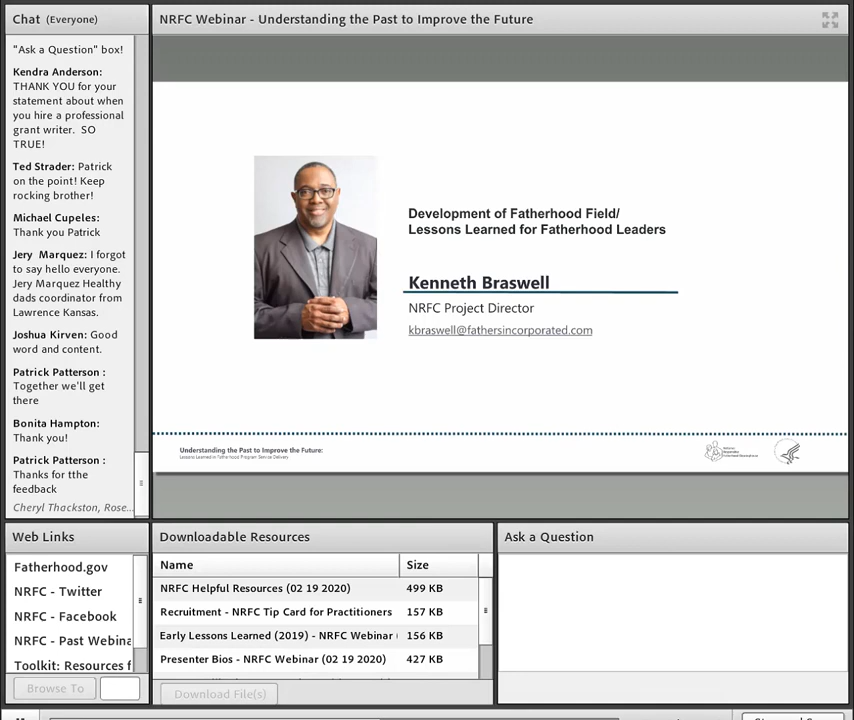 Chat (Everyone)
"Ask a Question" box!
Kendra Anderson:
THANK YOU for your
statement about when
you hire a professional
grant writer. SO
TRUE!
Ted Strader: Patrick
on the point! Keep
rocking brother!
Michael Cupeles:
Thank you Patrick
Jery Marquez: I forgot
to say hello everyone.
Jery Marquez Healthy
dads coordinator from
Lawrence Kansas.
Joshua Kirven: Good
word and content.
Patrick Patterson :
Together we'll get
there
Bonita Hampton:
Thank you!
Patrick Patterson :
Thanks for tthe
feedback
Cheryl Thackston, Rose...
NRFC Webinar - Understanding the Past to Improve the Future
Development of Fatherhood Field/
Lessons Learned for Fatherhood Leaders
Kenneth Braswell
NRFC Project Director
kbraswell@fathersincorporated.com
Understanding the Past to Improve the Future:
Lessons Learned in Fatherhood Program Service Delivery
Web Links
Fatherhood.gov
NRFC - Twitter
NRFC - Facebook
NRFC - Past Webina
Toolkit: Resources f
Browse To
Downloadable Resources
Name Size
NRFC Helpful Resources (02 19 2020) 499 KB
Recruitment - NRFC Tip Card for Practitioners 157 KB
Early Lessons Learned (2019) - NRFC Webinar 156 KB
Presenter Bios - NRFC Webinar (02 19 2020) 427 KB
Download File(s)
Ask a Question